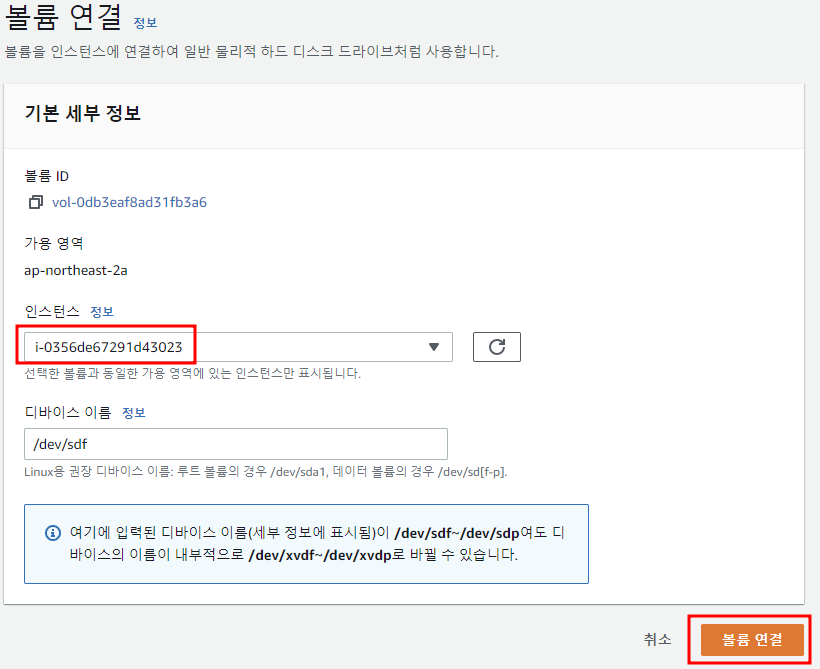 볼륨 연결 정보
볼륨을 인스턴스에 연결하여 일반 물리적 하드 디스크 드라이브처럼 사용합니다.
기본 세부 정보
볼륨 ID
vol-0db3eaf8ad31fb3a6
가용 영역
ap-northeast-2a
인스턴스 정보
i-0356de67291d43023
선택한 볼륨과 동일한 가용 영역에 있는 인스턴스만 표시됩니다.
디바이스 이름 정보
/dev/sdf
Linux용 권장 디바이스 이름: 루트 볼륨의 경우 /dev/sda1, 데이터 볼륨의 경우 /dev/sd[f-p].
여기에 입력된 디바이스 이름(세부 정보에 표시됨)이 /dev/sdf~/dev/sdp여도 디
바이스의 이름이 내부적으로 /dev/xvdf~/dev/xvdp로 바뀔 수 있습니다.
취소 볼륨 연결